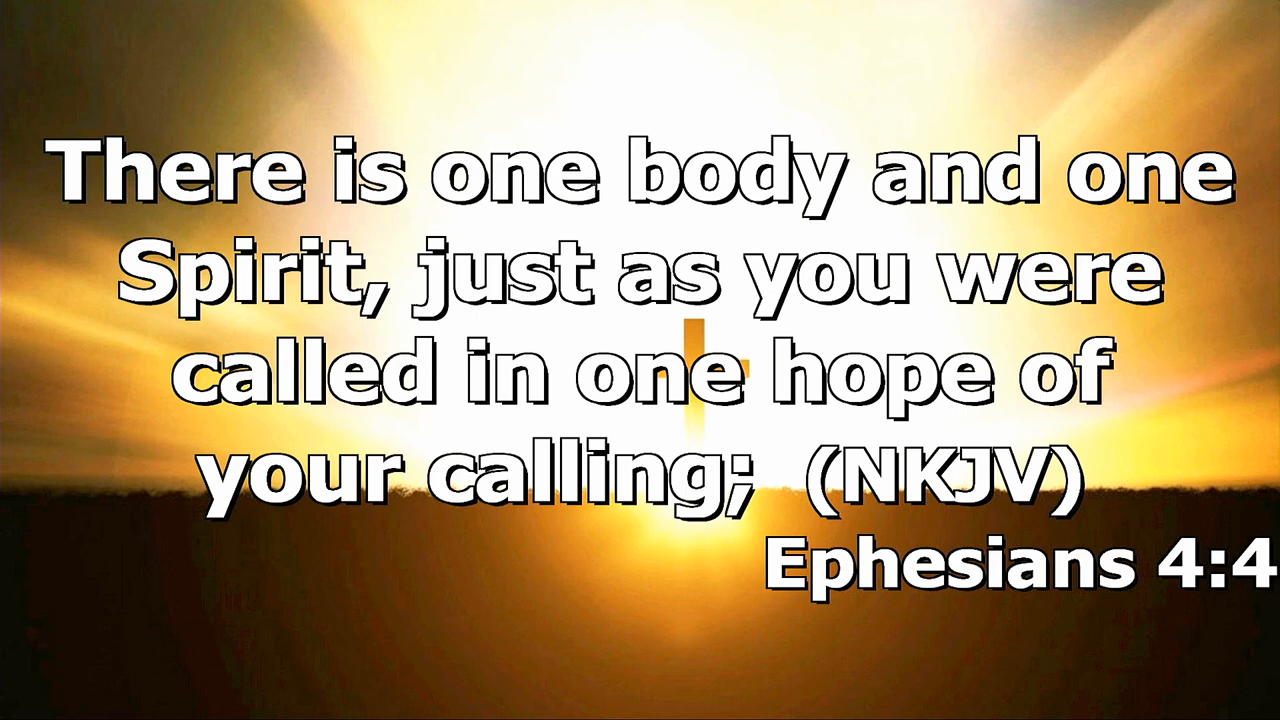 There is one body and one
Spirit, just as you were
called in one hope of
your calling;  (NKJV)
Ephesians 4:4